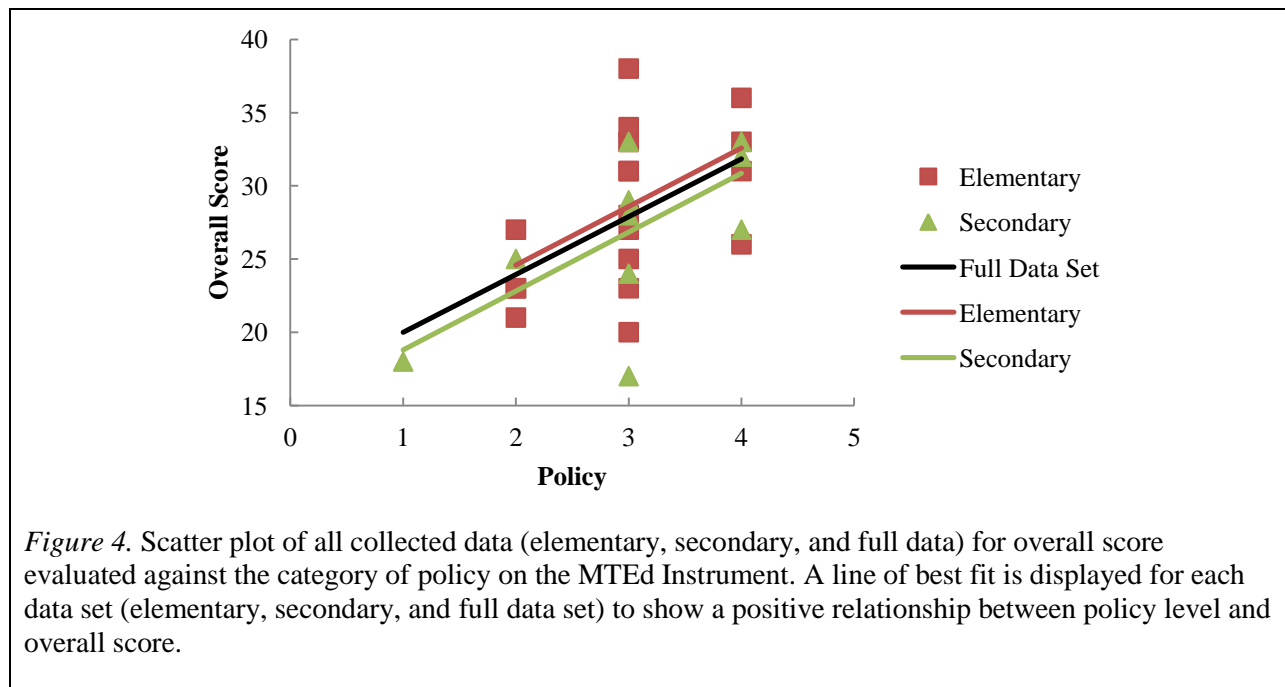 40
35
30
25
20
15
Overall Score
0 1 2 3 4 5
Policy
Elementary
Secondary
Full Data Set
Elementary
Secondary
Figure 4. Scatter plot of all collected data (elementary, secondary, and full data) for overall score
evaluated against the category of policy on the MTEd Instrument. A line of best fit is displayed for each
data set (elementary, secondary, and full data set) to show a positive relationship between policy level and
overall score.